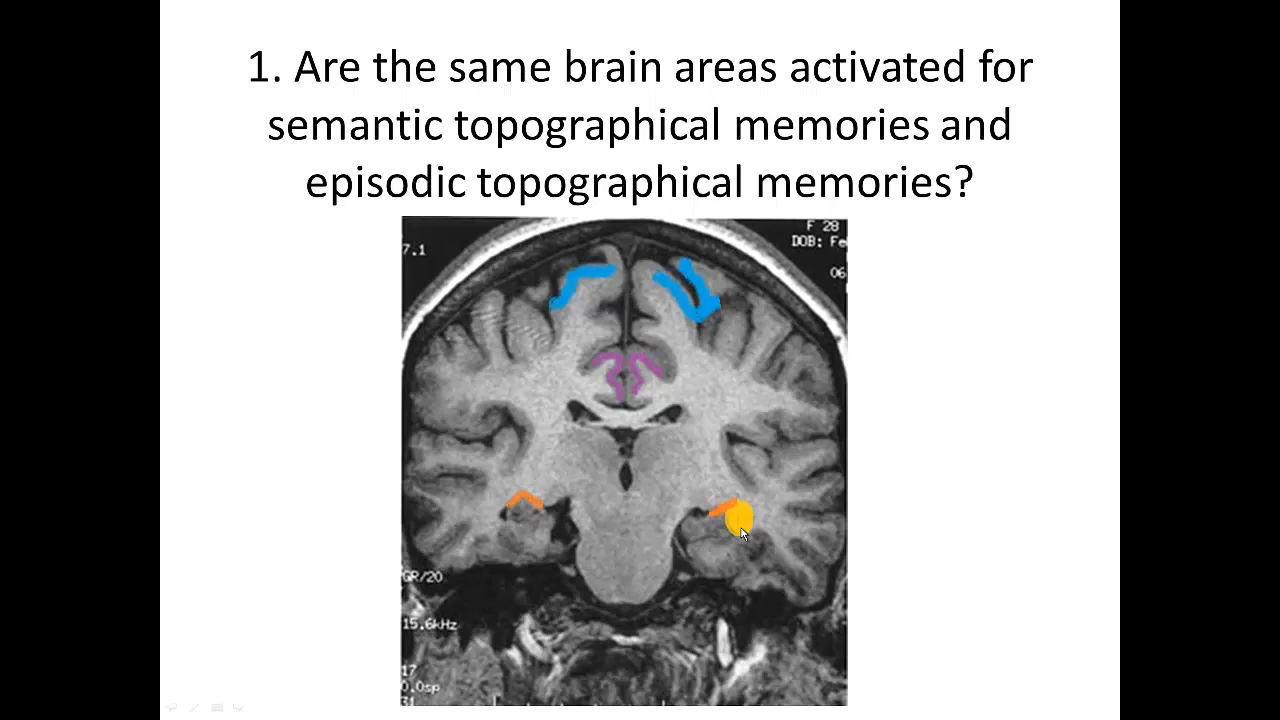 1. Are the same brain areas activated for
semantic topographical memories and
episodic topographical memories?
F 28
7.1
DOB: Fe
06
GR/20
15.6kHz
17
0.0sp
31